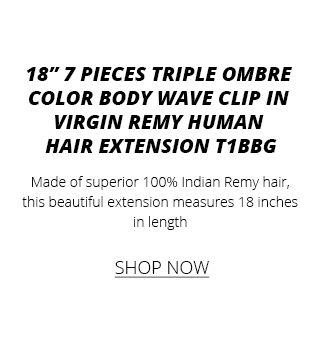 18” 7 PIECES TRIPLE OMBRE
COLOR BODY WAVE CLIP IN
VIRGIN REMY HUMAN
HAIR EXTENSION T1BBG
Made of superior 100% Indian Remy hair,
this beautiful extension measures 18 inches
in length
SHOP NOW